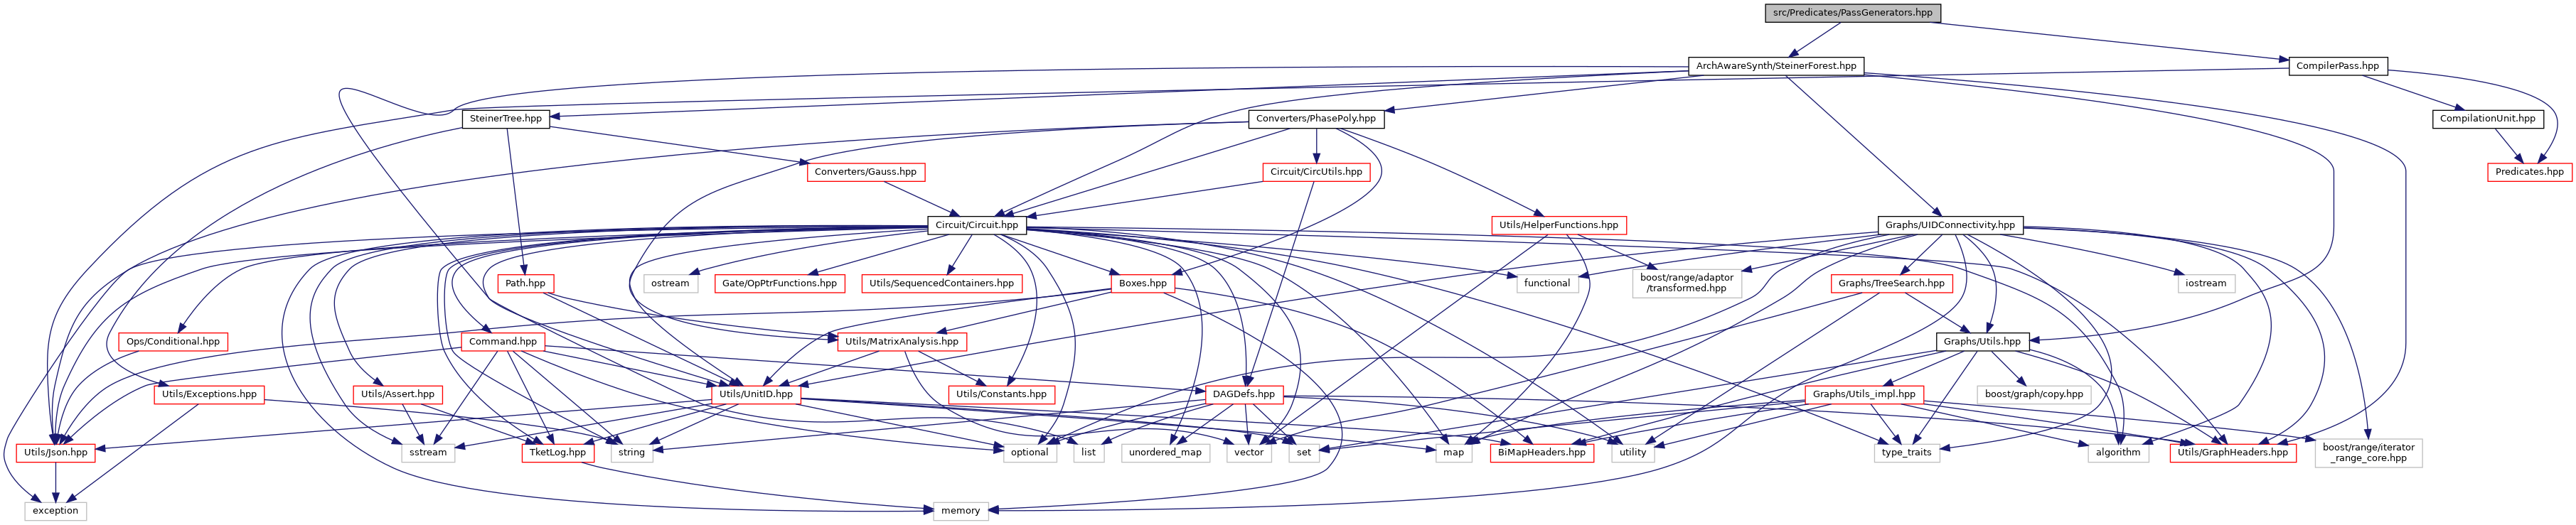 src/Predicates/PassGenerators.hpp
ArchAwareSynth/SteinerForest.hpp
CompilerPass.hpp
SteinerTree.hpp
Converters/PhasePoly.hpp
CompilationUnit.hpp
Converters/Gauss.hpp
Circuit/CircUtils.hpp
Predicates.hpp
Circuit/Circuit.hpp
Utils/HelperFunctions.hpp
Graphs/UIDConnectivity.hpp
Path.hpp
ostream
Gate/OpPtrFunctions.hpp
Utils/SequencedContainers.hpp
Boxes.hpp
functional
boost/range/adaptor
/transformed.hpp
Graphs/TreeSearch.hpp
iostream
Ops/Conditional.hpp
Command.hpp
Utils/MatrixAnalysis.hpp
Graphs/Utils.hpp
Utils/Exceptions.hpp
Utils/Assert.hpp
Utils/UnitID.hpp
Utils/Constants.hpp
DAGDefs.hpp
Graphs/Utils_impl.hpp
boost/graph/copy.hpp
Utils/Json.hpp
sstream
TketLog.hpp
string
optional
list
unordered_map
vector
set
map
BiMapHeaders.hpp
utility
type_traits
algorithm
Utils/GraphHeaders.hpp
boost/range/iterator
_range_core.hpp
exception
memory